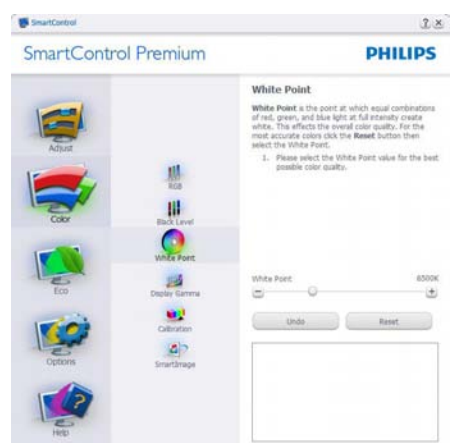 SmartControl
SmartControl Premium
PHILIPS
Adjust
Color
Eco
Options
Help
RGB
Black Level
White Point
Display Gamma
Calibration
SmartImage
White Point
White Point is the point at which equal combinations
of red, green, and blue light at full intensity create
white. This effects the overall color quality. For the
most accurate colors click the Reset button then
select the White Point.
1. Please select the White Point value for the best
possible color quality.
White Point 6500K
Undo Reset